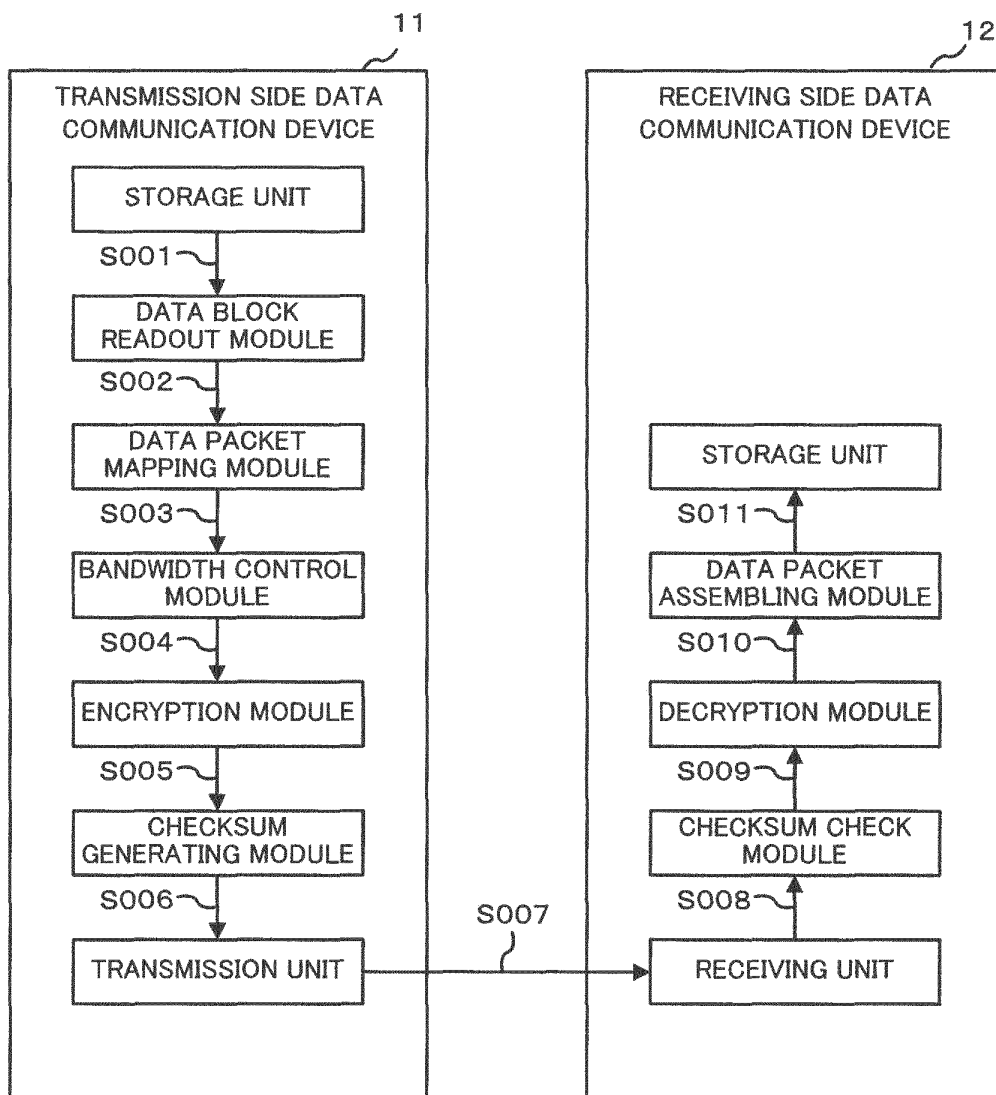 11
TRANSMISSION SIDE DATA
COMMUNICATION DEVICE
STORAGE UNIT
S001
DATA BLOCK
READOUT MODULE
S002
DATA PACKET
MAPPING MODULE
S003
BANDWIDTH CONTROL
MODULE
S004
ENCRYPTION MODULE
S005
CHECKSUM
GENERATING MODULE
S006
TRANSMISSION UNIT
S007
12
RECEIVING SIDE DATA
COMMUNICATION DEVICE
STORAGE UNIT
S011
DATA PACKET
ASSEMBLING MODULE
S010
DECRYPTION MODULE
S009
CHECKSUM CHECK
MODULE
S008
RECEIVING UNIT